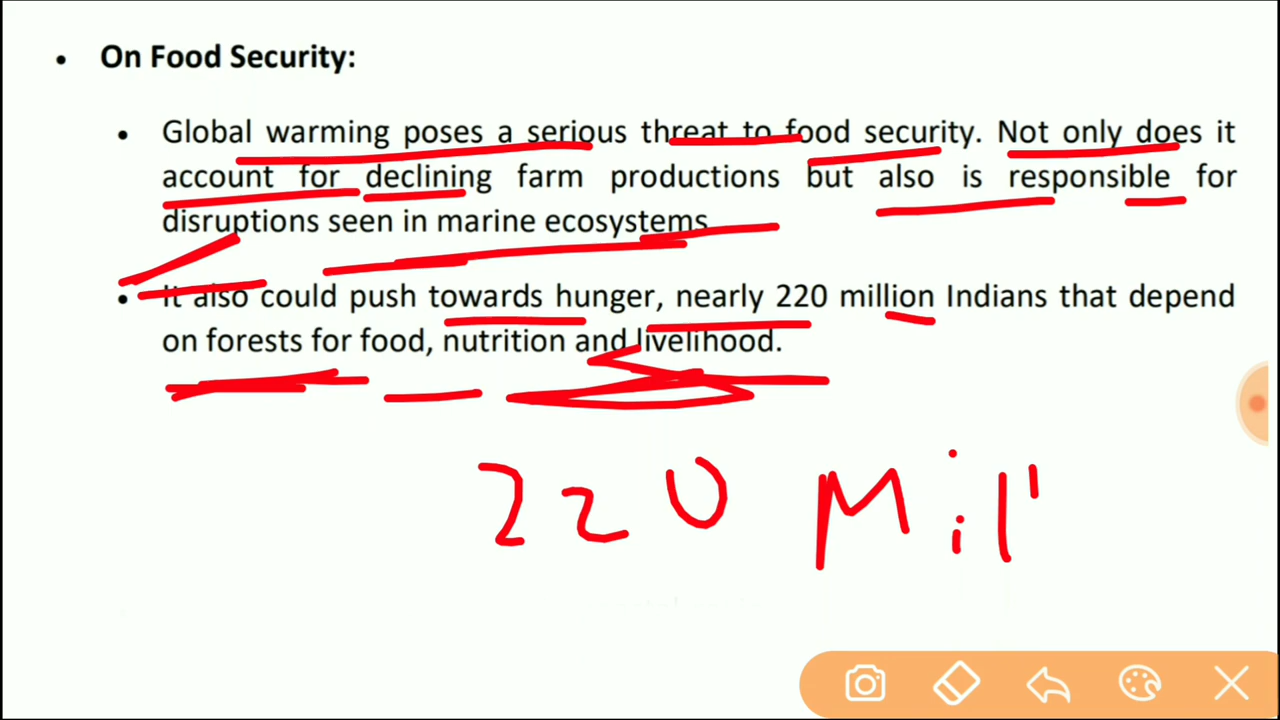 • On Food Security:
• Global warming poses a serious threat to food security. Not only does it
account for declining farm productions but also is responsible for
disruptions seen in marine ecosystems.
• It also could push towards hunger, nearly 220 million Indians that depend
on forests for food, nutrition and livelihood.
220 Mil